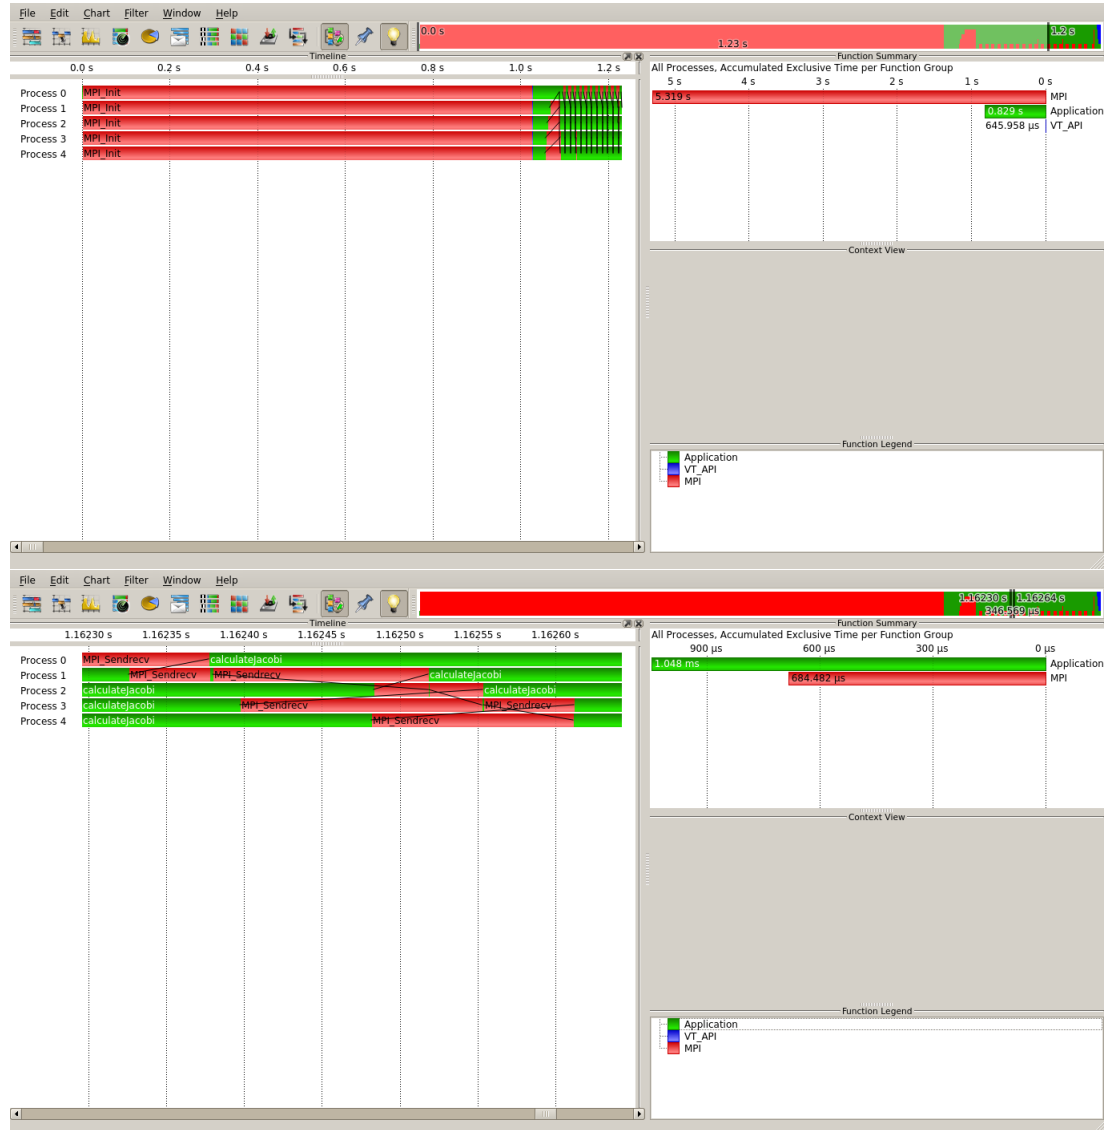 File Edit Chart Filter Window Help
0.0 s 1.2 s
1.23 s
Timeline
0.0 s 0.2 s 0.4 s 0.6 s 0.8 s 1.0 s 1.2 s
Process 0 MPI_Init
Process 1 MPI_Init
Process 2 MPI_Init
Process 3 MPI_Init
Process 4 MPI_Init
Function Summary
All Processes, Accumulated Exclusive Time per Function Group
5 s 4 s 3 s 2 s 1 s 0 s
5.319 s MPI
0.829 s Application
645.958 µs VT_API
Context View
Function Legend
Application
VT_API
MPI
File Edit Chart Filter Window Help
1.16230 s 1.16264 s
346.569 µs
Timeline
1.16230 s 1.16235 s 1.16240 s 1.16245 s 1.16250 s 1.16255 s 1.16260 s
Process 0 MPI_Sendrecv calculateJacobi
Process 1 MPI_Sendrecv MPI_Sendrecv calculateJacobi
Process 2 calculateJacobi calculateJacobi
Process 3 calculateJacobi MPI_Sendrecv MPI_Sendrecv
Process 4 calculateJacobi MPI_Sendrecv
Function Summary
All Processes, Accumulated Exclusive Time per Function Group
900 µs 600 µs 300 µs 0 µs
1.048 ms Application
684.482 µs MPI
Context View
Function Legend
Application
VT_API
MPI